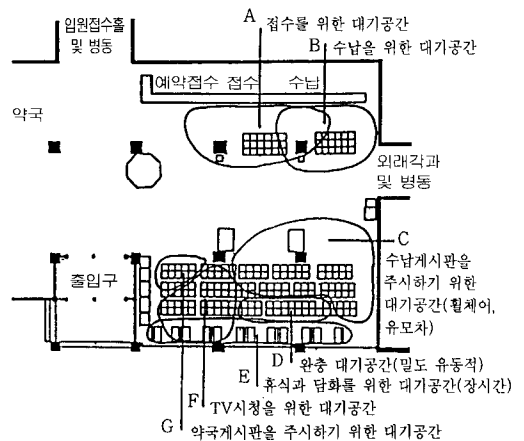 입원접수홀
및 병동
A 접수를 위한 대기공간
B 수납을 위한 대기공간
예약접수 접수 수납
약국
외래각과
및 병동
C
수납게시판을
주시하기 위한
대기공간(휠체어,
유모차)
출입구
D 완충 대기공간(밀도 유동적)
E 휴식과 담화를 위한 대기공간(장시간)
F TV시청을 위한 대기공간
G 약국게시판을 주시하기 위한 대기공간